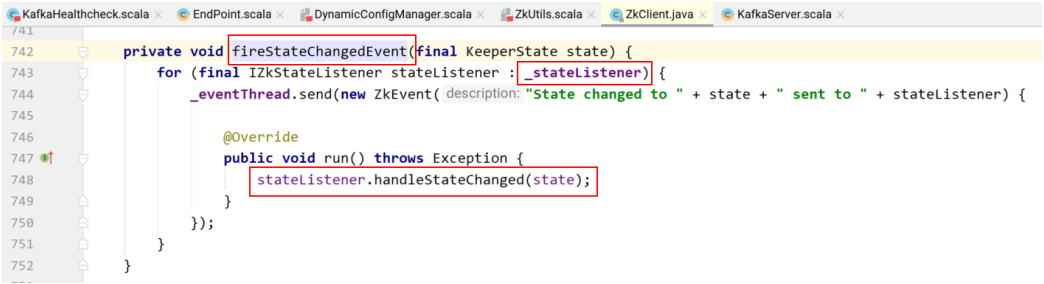 KafkaHealthcheck.scala × EndPoint.scala × DynamicConfigManager.scala × ZkUtils.scala × ZkClient.java × KafkaServer.scala ×
741
742 private void fireStateChangedEvent(final KeeperState state) {
743 for (final IZkStateListener stateListener : _stateListener) {
744 _eventThread.send(new ZkEvent( description: "State changed to " + state + " sent to " + stateListener) {
745
746 @Override
747 public void run() throws Exception {
748 stateListener.handleStateChanged(state);
749 }
750 });
751 }
752 }